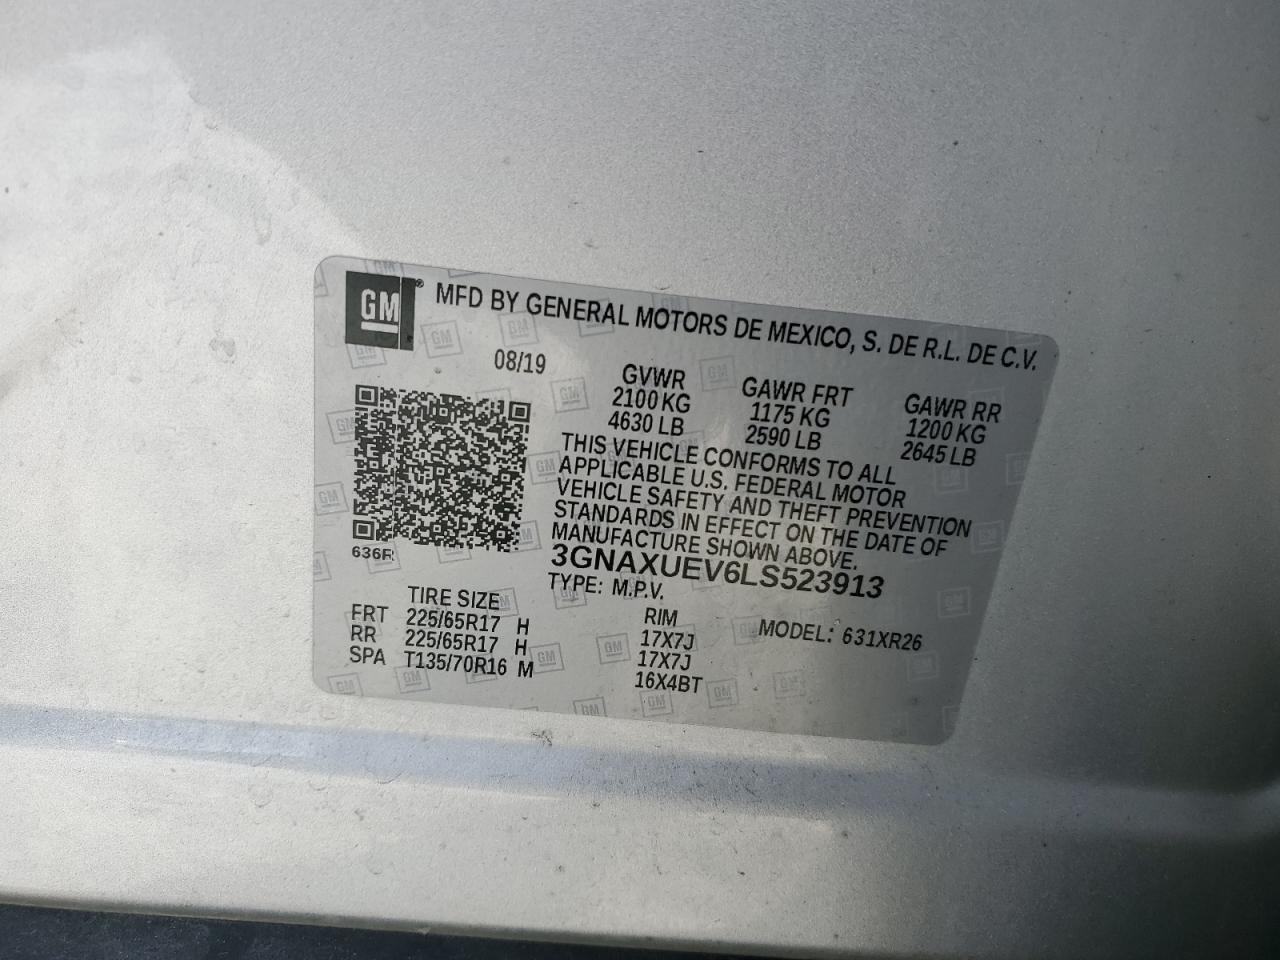 GM
MFD BY GENERAL MOTORS DE MEXICO, S. DE R.L. DE C.V.
08/19
GVWR GAWR FRT GAWR RR
2100 KG 1175 KG 1200 KG
4630 LB 2590 LB 2645 LB
THIS VEHICLE CONFORMS TO ALL
APPLICABLE U.S. FEDERAL MOTOR
VEHICLE SAFETY AND THEFT PREVENTION
STANDARDS IN EFFECT ON THE DATE OF
MANUFACTURE SHOWN ABOVE.
636R
3GNAXUEV6LS523913
TYPE: M.P.V.
TIRE SIZE RIM MODEL: 631XR26
FRT 225/65R17 H 17X7J
RR 225/65R17 H 17X7J
SPA T135/70R16 M 16X4BT